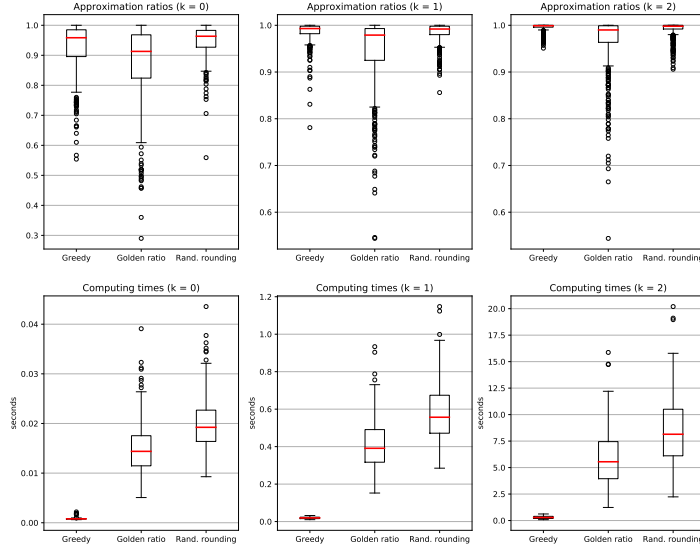 Approximation ratios (k = 0)
1.0
0.9
0.8
0.7
0.6
0.5
0.4
0.3
Greedy Golden ratio Rand. rounding
Approximation ratios (k = 1)
1.0
0.9
0.8
0.7
0.6
Greedy Golden ratio Rand. rounding
Approximation ratios (k = 2)
1.0
0.9
0.8
0.7
0.6
Greedy Golden ratio Rand. rounding
Computing times (k = 0)
seconds
0.04
0.03
0.02
0.01
0.00
Greedy Golden ratio Rand. rounding
Computing times (k = 1)
seconds
1.2
1.0
0.8
0.6
0.4
0.2
0.0
Greedy Golden ratio Rand. rounding
Computing times (k = 2)
seconds
20.0
17.5
15.0
12.5
10.0
7.5
5.0
2.5
0.0
Greedy Golden ratio Rand. rounding